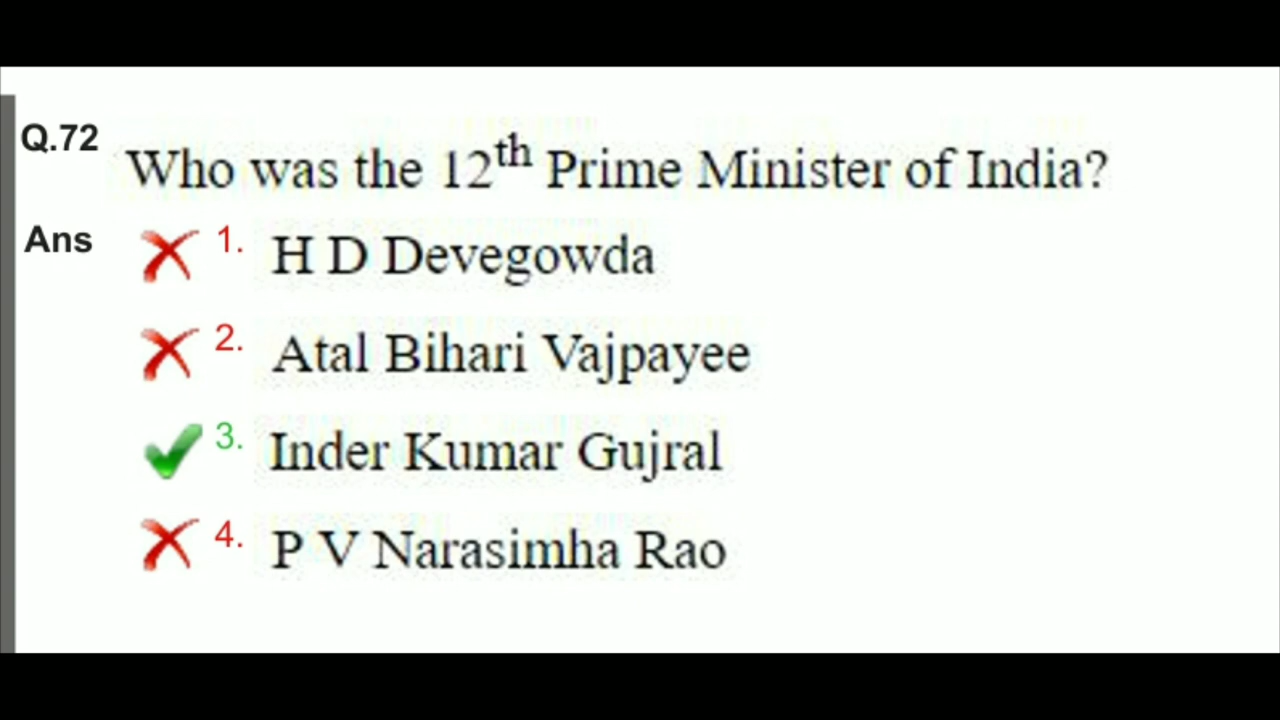 Q.72 Who was the 12th Prime Minister of India?
Ans 1. H D Devegowda
2. Atal Bihari Vajpayee
3. Inder Kumar Gujral
4. P V Narasimha Rao